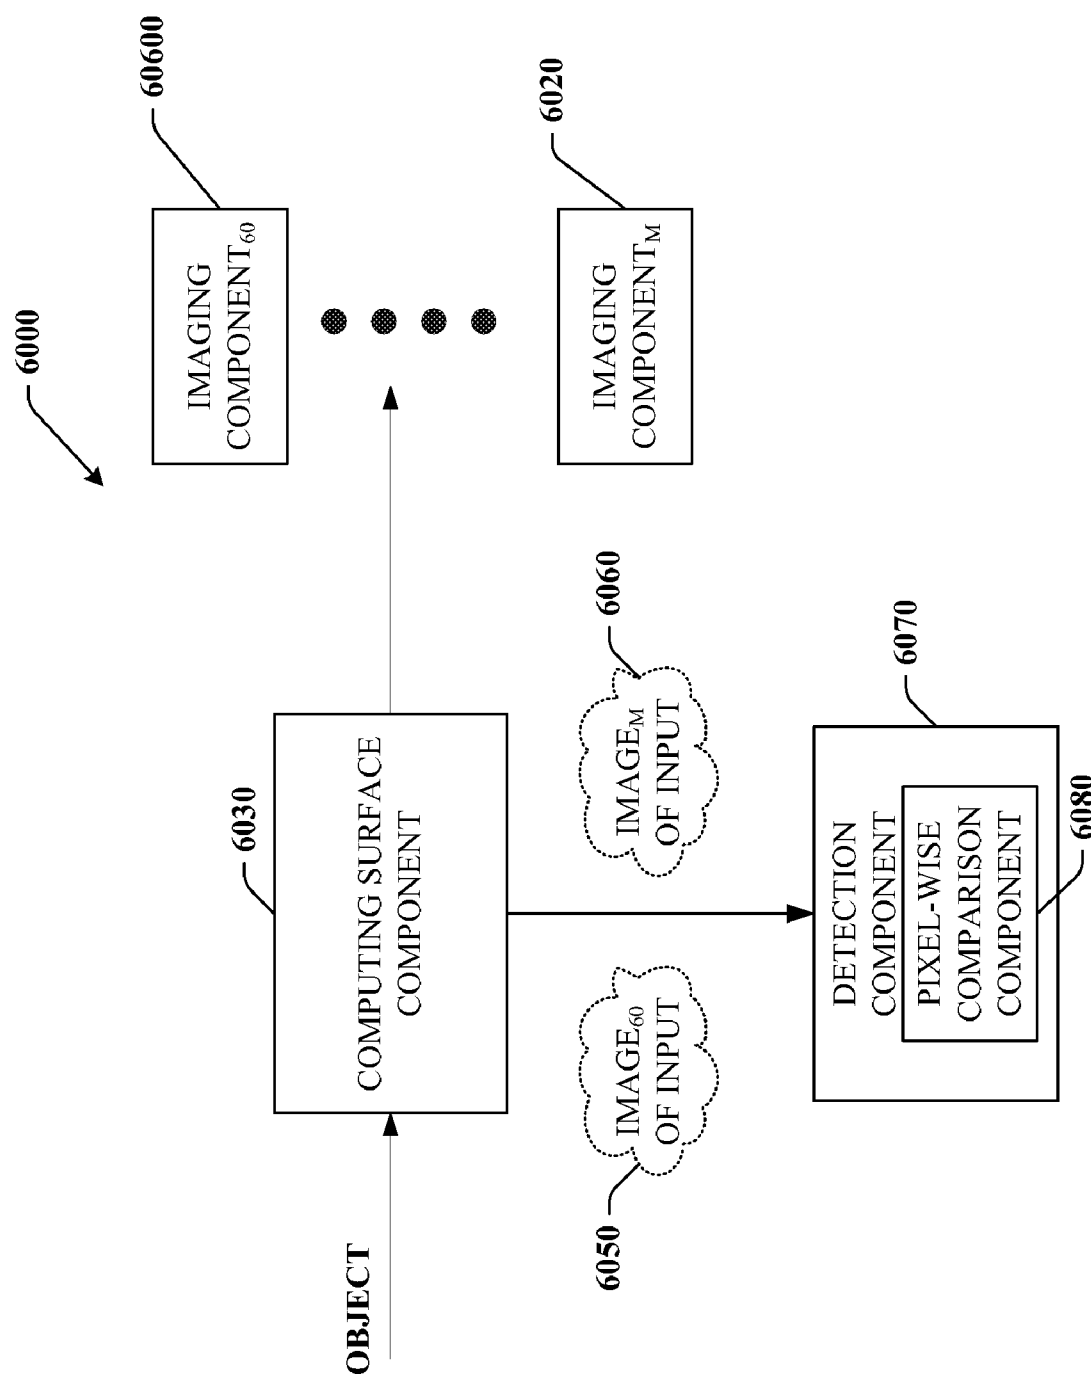 6000
60600
IMAGING
COMPONENT60
6020
IMAGING
COMPONENTM
6030
COMPUTING SURFACE
COMPONENT
OBJECT
6050
IMAGE60
OF INPUT
6060
IMAGEM
OF INPUT
6070
DETECTION
COMPONENT
PIXEL-WISE
COMPARISON
COMPONENT
6080